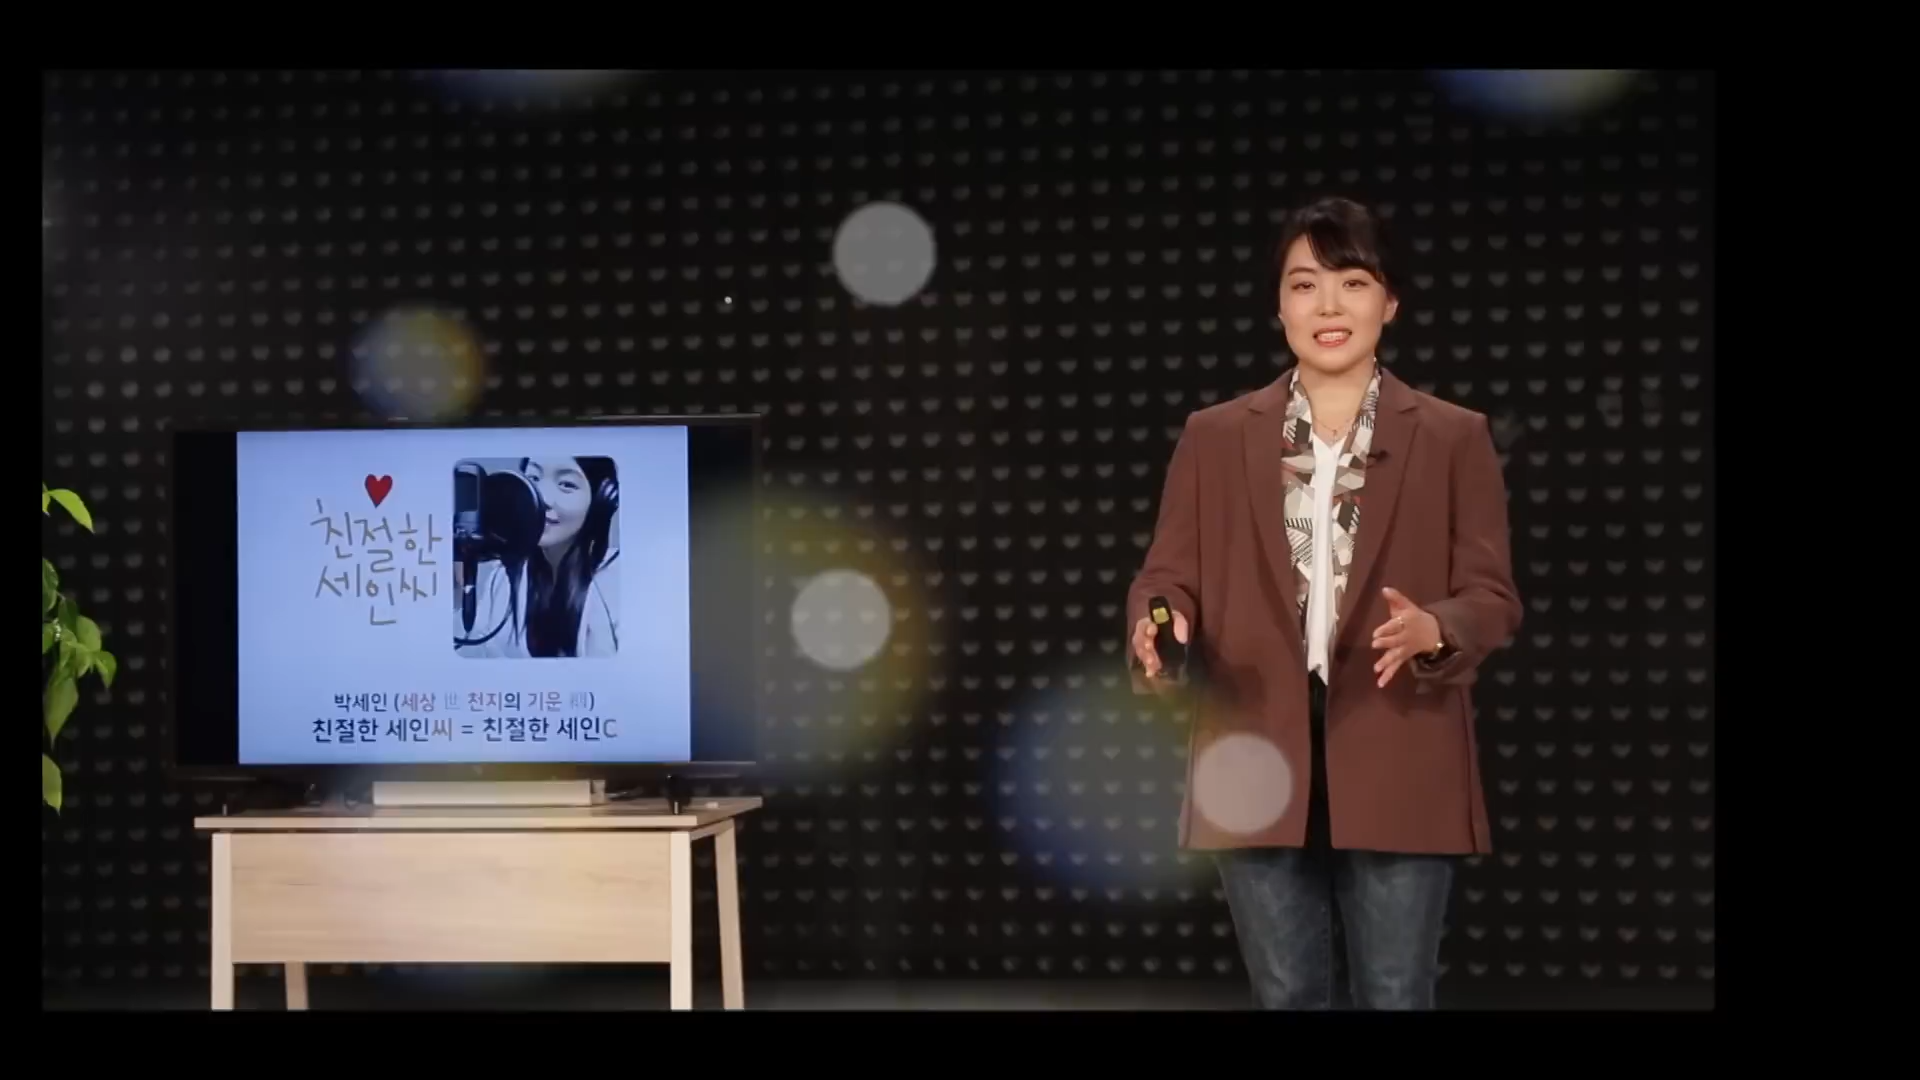 친절한
세인씨
박세인 (세상 世 천지의 기운 氤)
친절한 세인씨 = 친절한 세인C